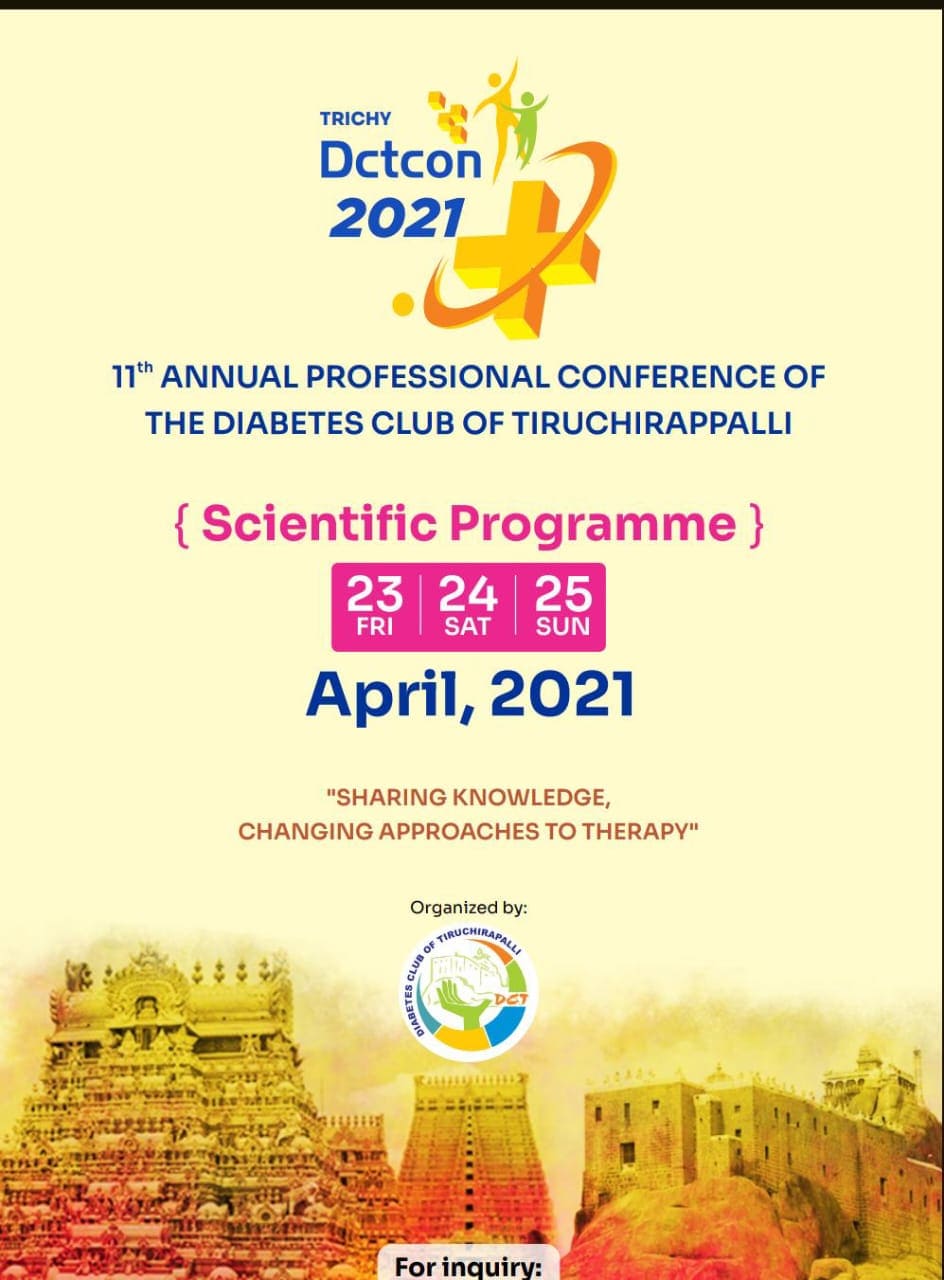 TRICHY
Dctcon
2021
11th ANNUAL PROFESSIONAL CONFERENCE OF
THE DIABETES CLUB OF TIRUCHIRAPPALLI
{ Scientific Programme }
23 | 24 | 25
FRI | SAT | SUN
April, 2021
"SHARING KNOWLEDGE,
CHANGING APPROACHES TO THERAPY"
Organized by:
DIABETES CLUB OF TIRUCHIRAPALLI
DCT
For inquiry: